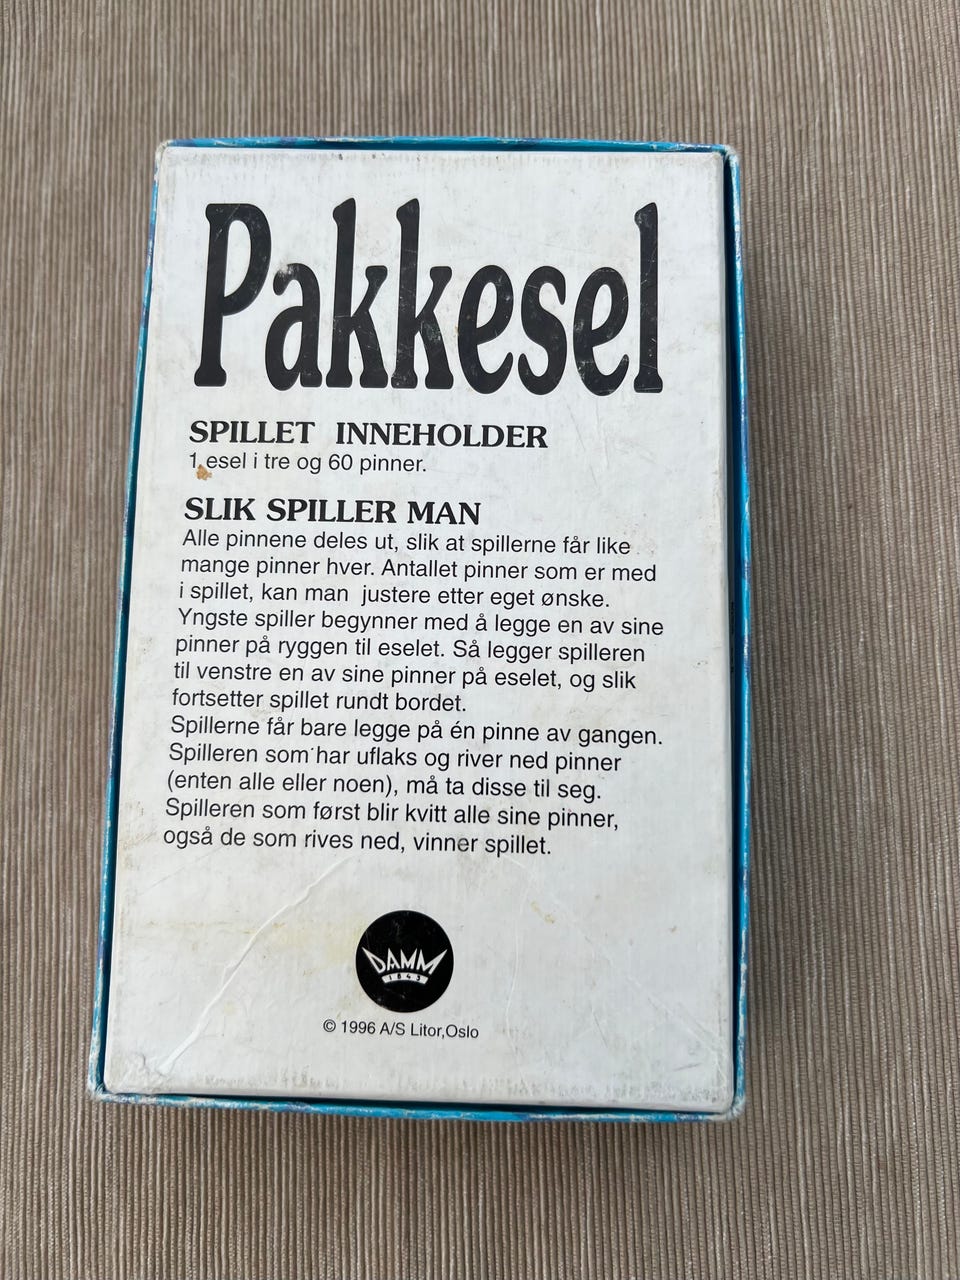 Pakkesel
SPILLET INNEHOLDER
1 esel i tre og 60 pinner.
SLIK SPILLER MAN
Alle pinnene deles ut, slik at spillerne får like
mange pinner hver. Antallet pinner som er med
i spillet, kan man justere etter eget ønske.
Yngste spiller begynner med å legge en av sine
pinner på ryggen til eselet. Så legger spilleren
til venstre en av sine pinner på eselet, og slik
fortsetter spillet rundt bordet.
Spillerne får bare legge på én pinne av gangen.
Spilleren som har uflaks og river ned pinner
(enten alle eller noen), må ta disse til seg.
Spilleren som først blir kvitt alle sine pinner,
også de som rives ned, vinner spillet.
DAMM
1843
© 1996 A/S Litor,Oslo